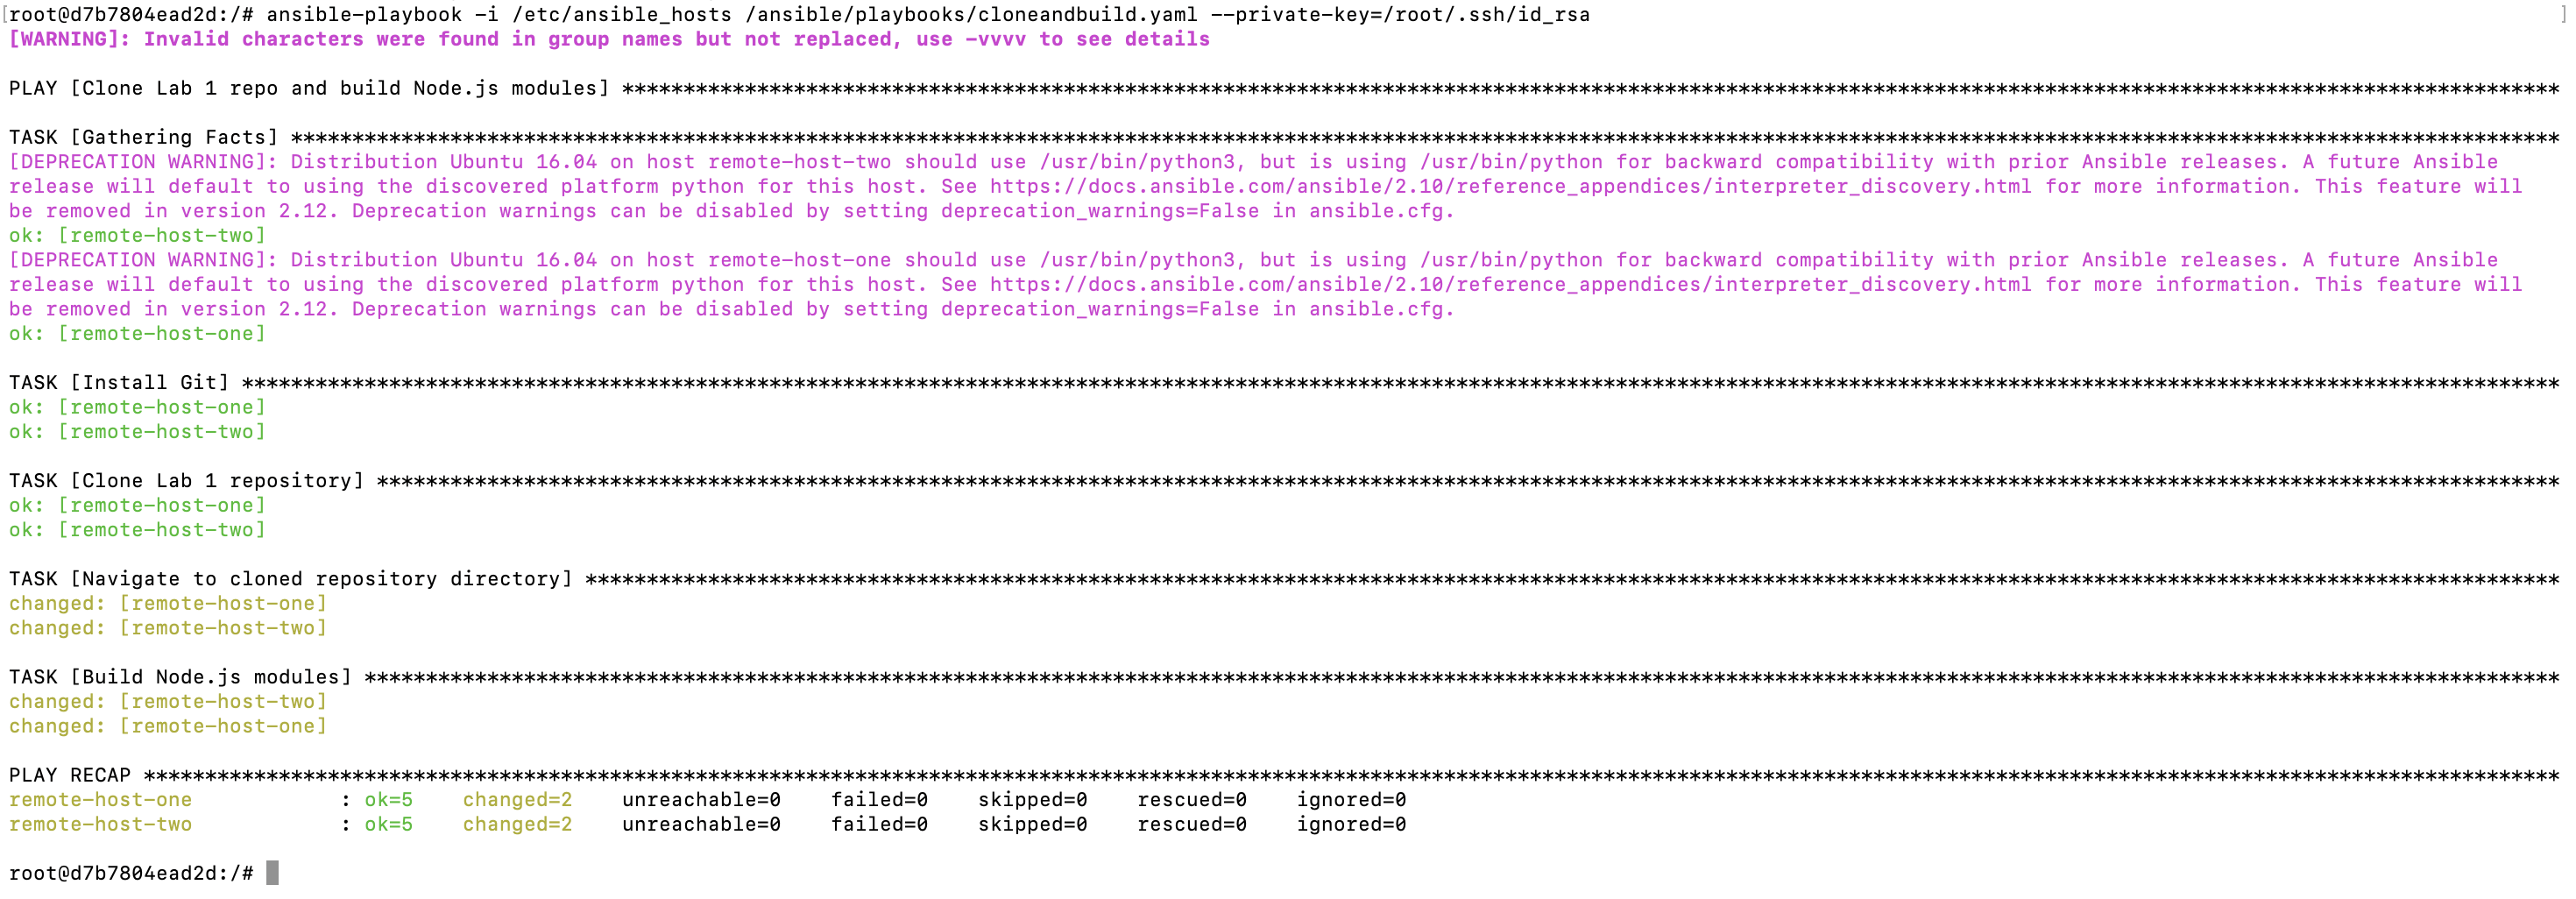 [root@d7b7804ead2d:/# ansible-playbook -i /etc/ansible_hosts /ansible/playbooks/cloneandbuild.yaml --private-key=/root/.ssh/id_rsa ]
[WARNING]: Invalid characters were found in group names but not replaced, use -vvvv to see details
PLAY [Clone Lab 1 repo and build Node.js modules] **************************************************************************************************************************************************************
TASK [Gathering Facts] *****************************************************************************************************************************************************************************************
[DEPRECATION WARNING]: Distribution Ubuntu 16.04 on host remote-host-two should use /usr/bin/python3, but is using /usr/bin/python for backward compatibility with prior Ansible releases. A future Ansible
release will default to using the discovered platform python for this host. See https://docs.ansible.com/ansible/2.10/reference_appendices/interpreter_discovery.html for more information. This feature will
be removed in version 2.12. Deprecation warnings can be disabled by setting deprecation_warnings=False in ansible.cfg.
ok: [remote-host-two]
[DEPRECATION WARNING]: Distribution Ubuntu 16.04 on host remote-host-one should use /usr/bin/python3, but is using /usr/bin/python for backward compatibility with prior Ansible releases. A future Ansible
release will default to using the discovered platform python for this host. See https://docs.ansible.com/ansible/2.10/reference_appendices/interpreter_discovery.html for more information. This feature will
be removed in version 2.12. Deprecation warnings can be disabled by setting deprecation_warnings=False in ansible.cfg.
ok: [remote-host-one]
TASK [Install Git] *********************************************************************************************************************************************************************************************
ok: [remote-host-one]
ok: [remote-host-two]
TASK [Clone Lab 1 repository] **********************************************************************************************************************************************************************************
ok: [remote-host-one]
ok: [remote-host-two]
TASK [Navigate to cloned repository directory] *****************************************************************************************************************************************************************
changed: [remote-host-one]
changed: [remote-host-two]
TASK [Build Node.js modules] ***********************************************************************************************************************************************************************************
changed: [remote-host-two]
changed: [remote-host-one]
PLAY RECAP *****************************************************************************************************************************************************************************************************
remote-host-one : ok=5 changed=2 unreachable=0 failed=0 skipped=0 rescued=0 ignored=0
remote-host-two : ok=5 changed=2 unreachable=0 failed=0 skipped=0 rescued=0 ignored=0
root@d7b7804ead2d:/#